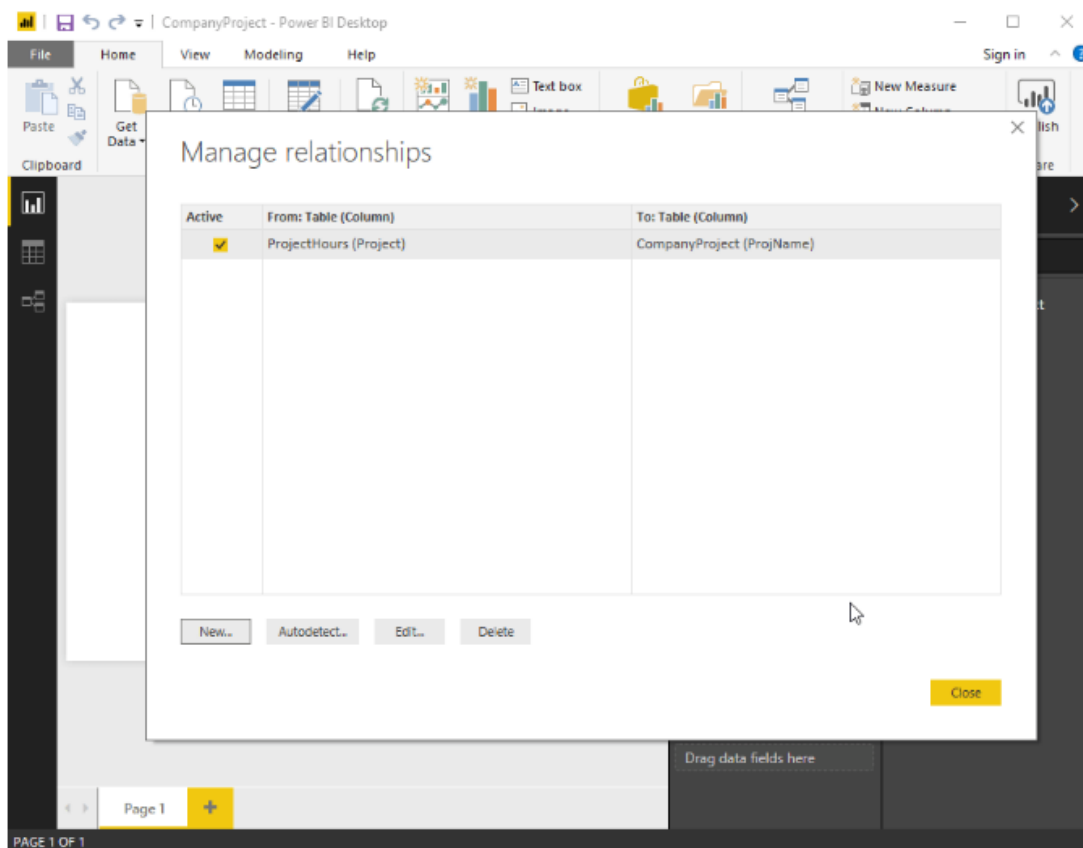 CompanyProject - Power BI Desktop
File Home View Modeling Help Sign in
Text box New Measure
Paste Get Data lish
Clipboard are
Manage relationships
Active From: Table (Column) To: Table (Column)
ProjectHours (Project) CompanyProject (ProjName)
New... Autodetect... Edit... Delete
Close
Drag data fields here
Page 1
PAGE 1 OF 1